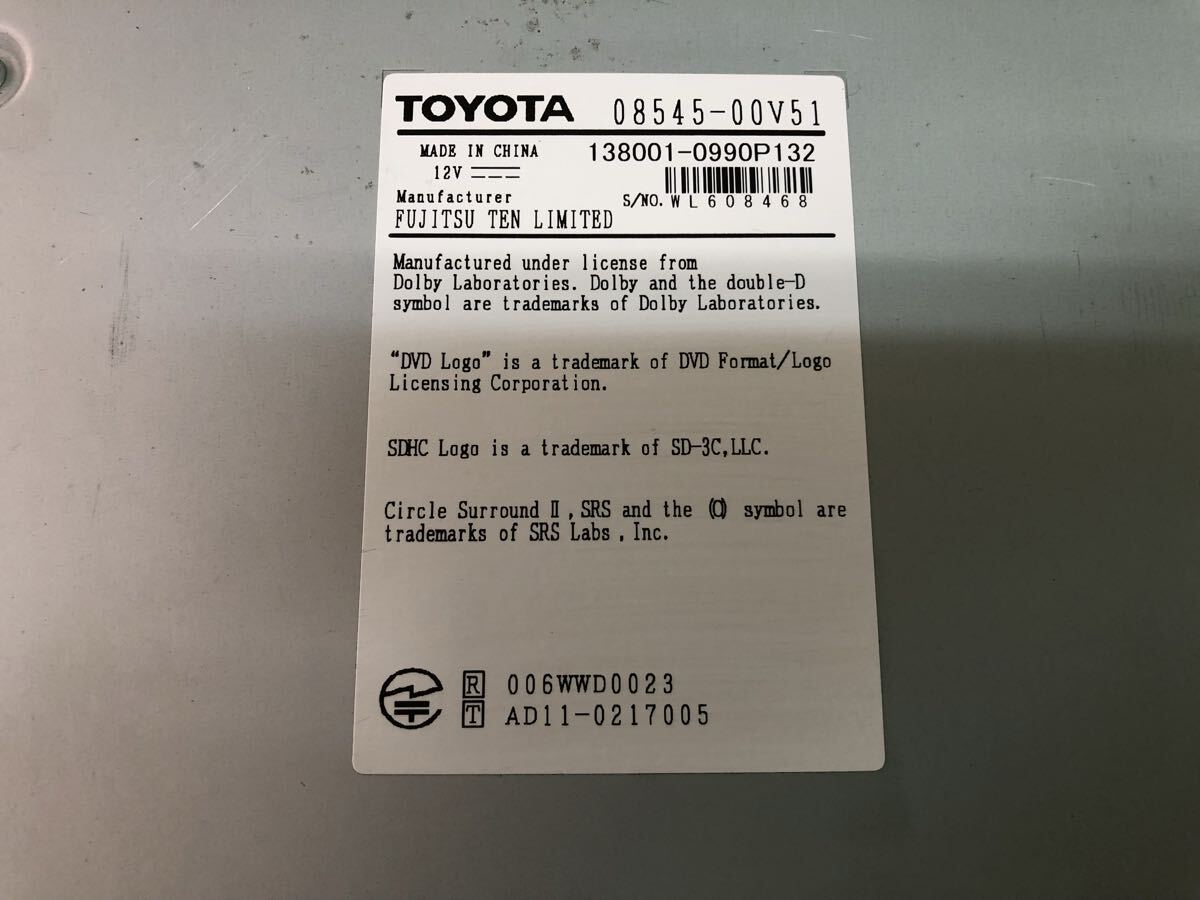 TOYOTA 08545-00V51
MADE IN CHINA 138001-0990P132
12V
Manufacturer S/NO. WL608468
FUJITSU TEN LIMITED
Manufactured under license from
Dolby Laboratories. Dolby and the double-D
symbol are trademarks of Dolby Laboratories.
“DVD Logo” is a trademark of DVD Format/Logo
Licensing Corporation.
SDHC Logo is a trademark of SD-3C,LLC.
Circle Surround Ⅱ, SRS and the (O) symbol are
trademarks of SRS Labs, Inc.
R 006WWD0023
T AD11-0217005